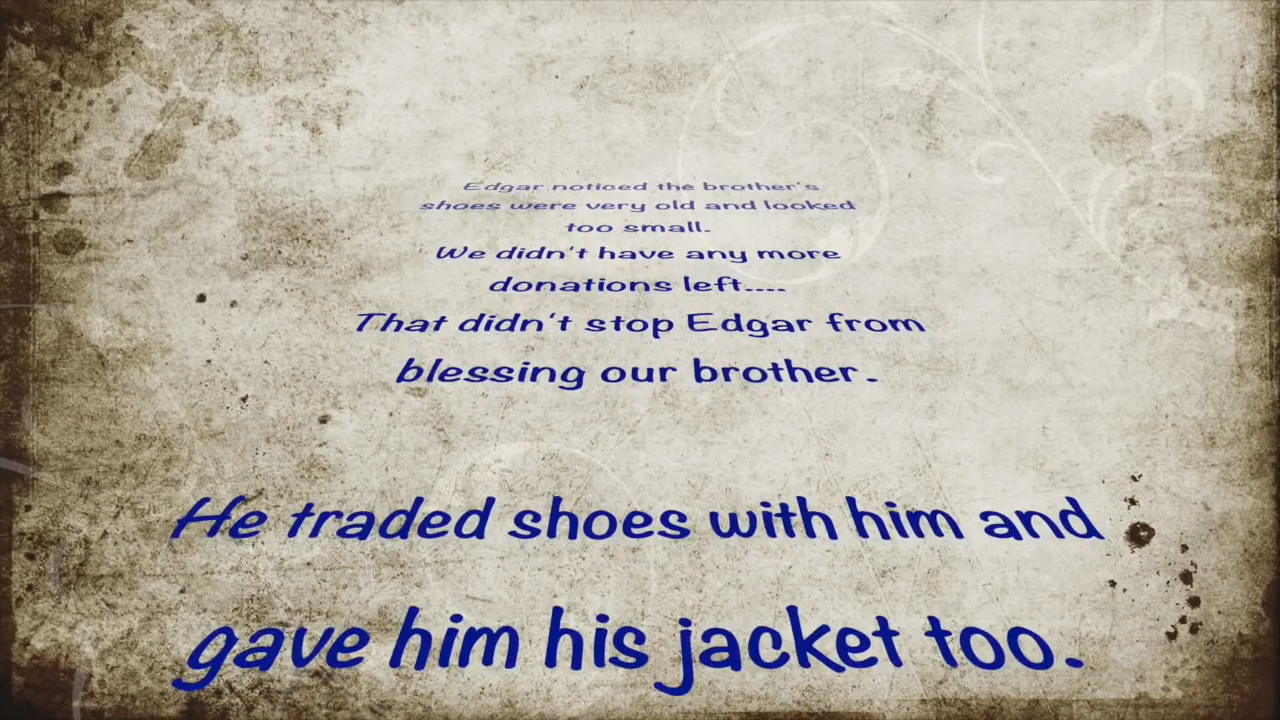 Edgar noticed the brother's
shoes were very old and looked
too small.
We didn't have any more
donations left....
That didn't stop Edgar from
blessing our brother.
He traded shoes with him and
gave him his jacket too.